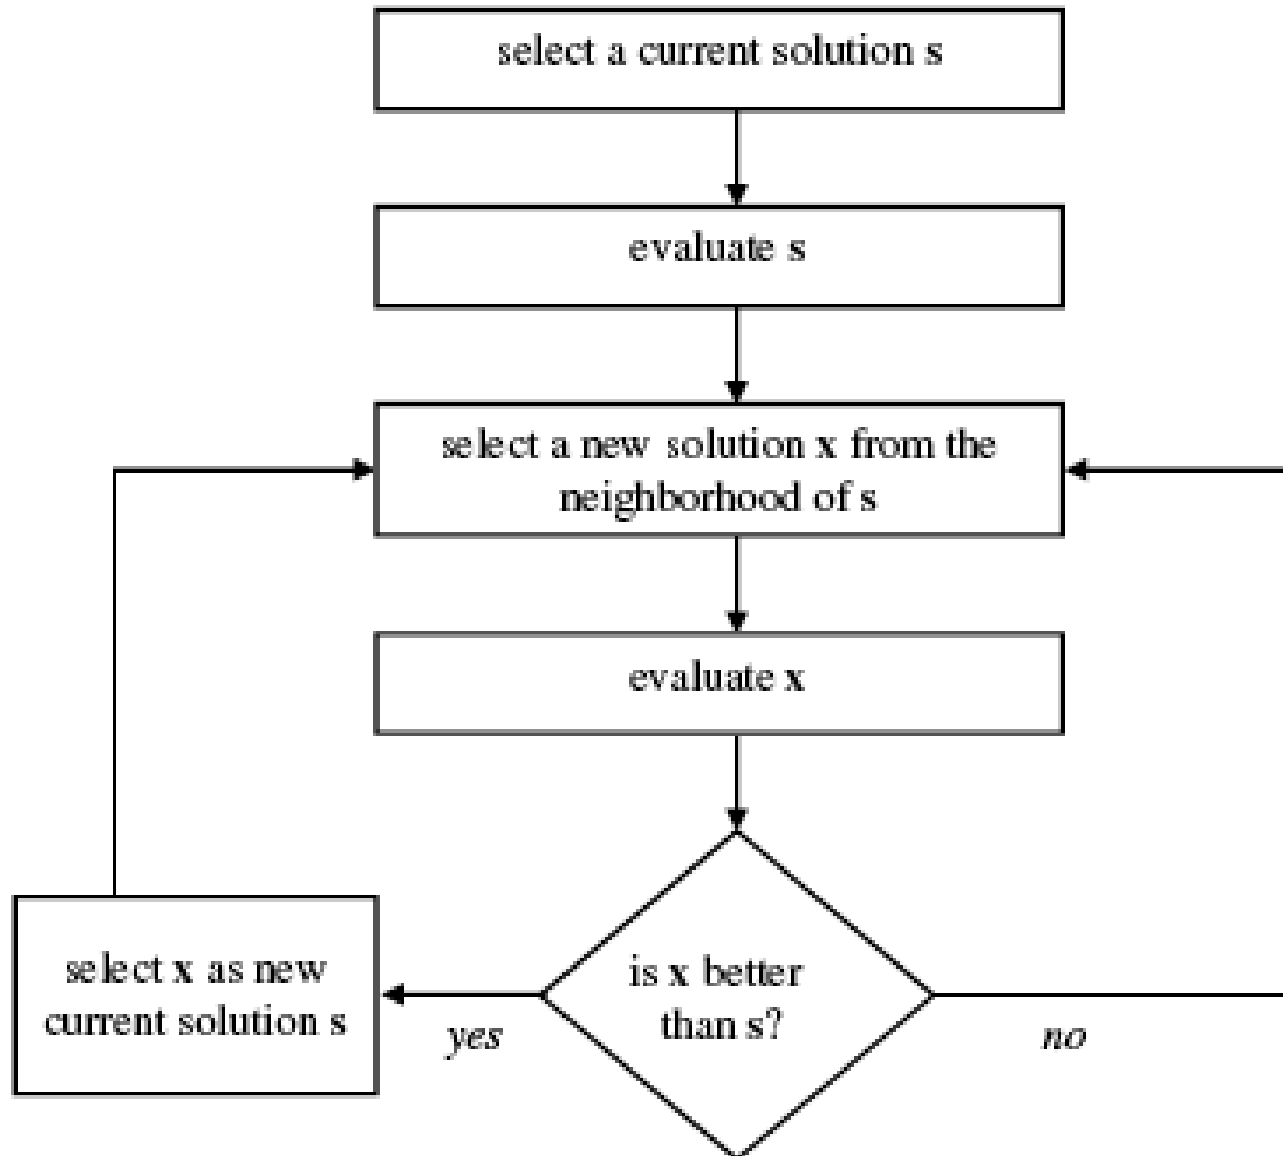 select a current solution s
evaluate s
select a new solution x from the
neighborhood of s
evaluate x
is x better
than s?
yes
no
select x as new
current solution s